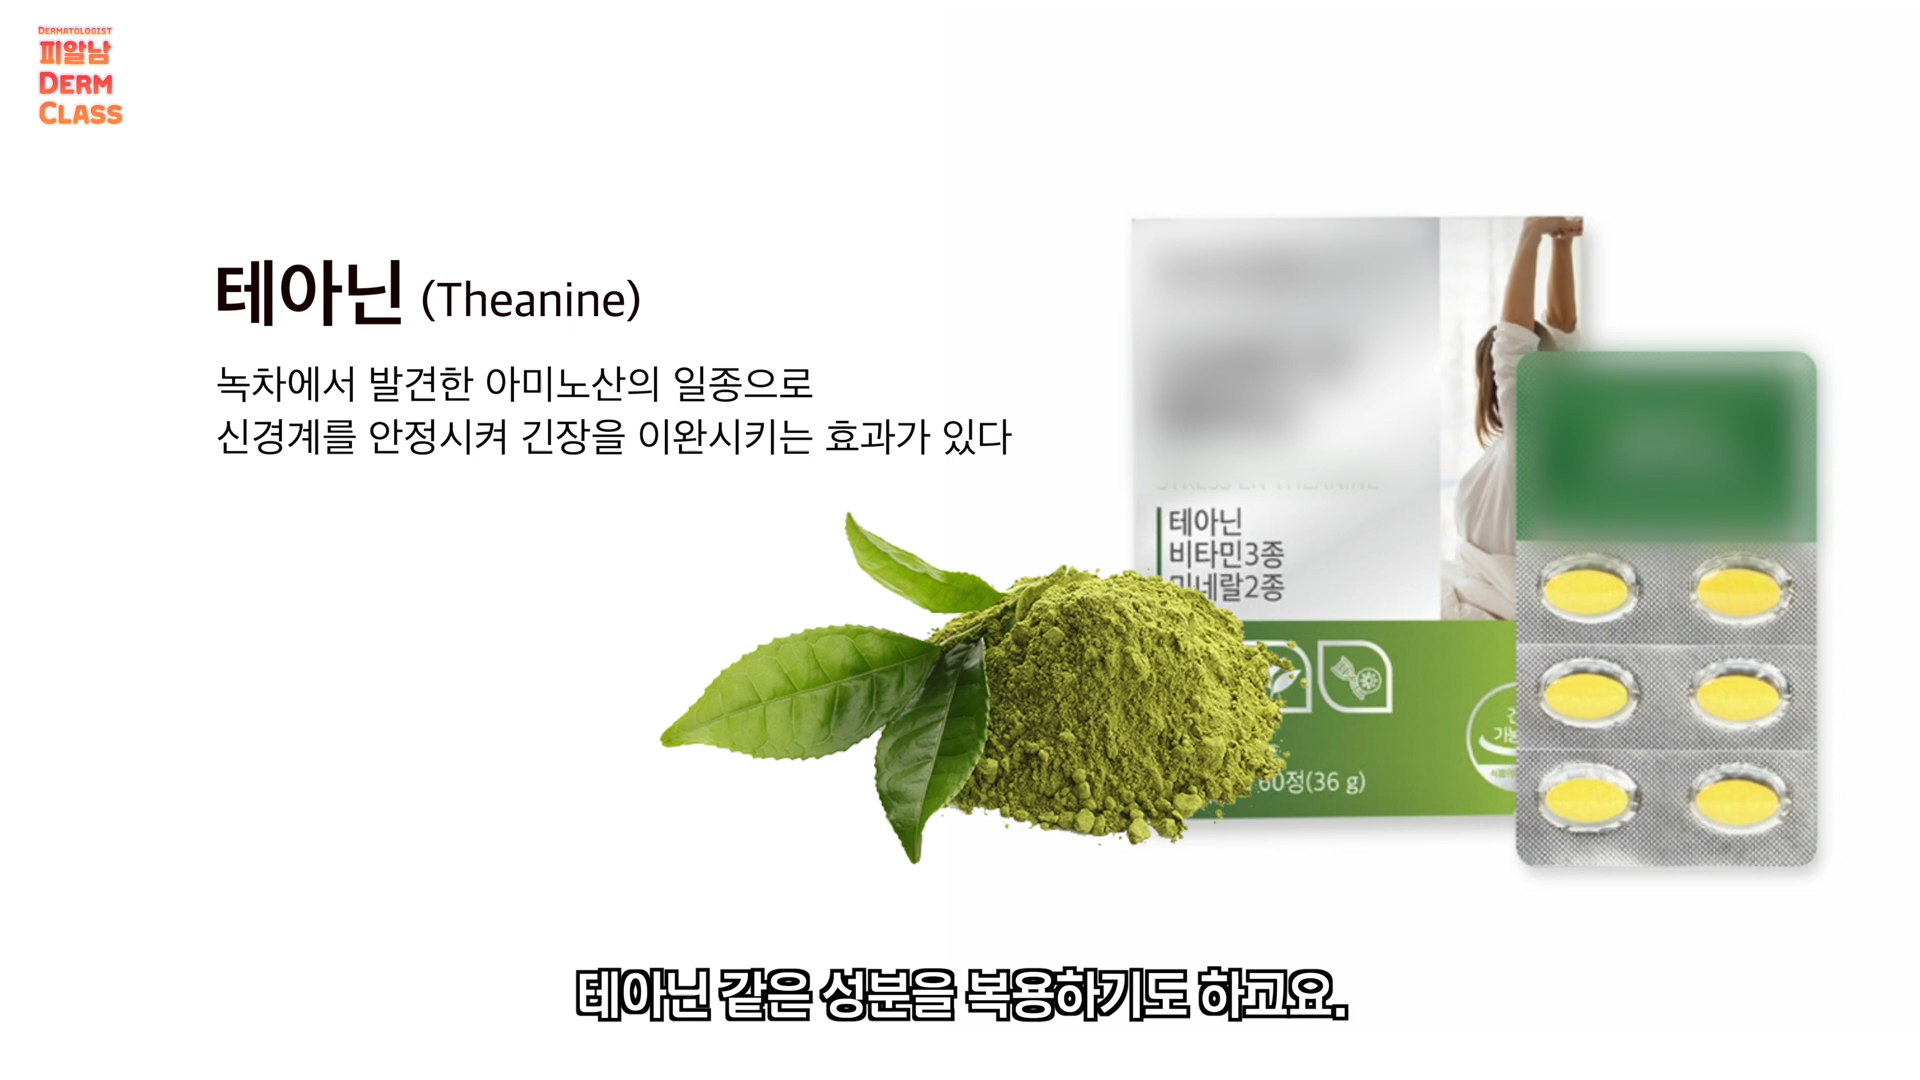 DERMATOLOGIST
피알남
DERM
CLASS
테아닌 (Theanine)
녹차에서 발견한 아미노산의 일종으로
신경계를 안정시켜 긴장을 이완시키는 효과가 있다
STRESS EN THEANINE
테아닌
비타민3종
미네랄2종
60정(36 g)
테아닌 같은 성분을 복용하기도 하고요.